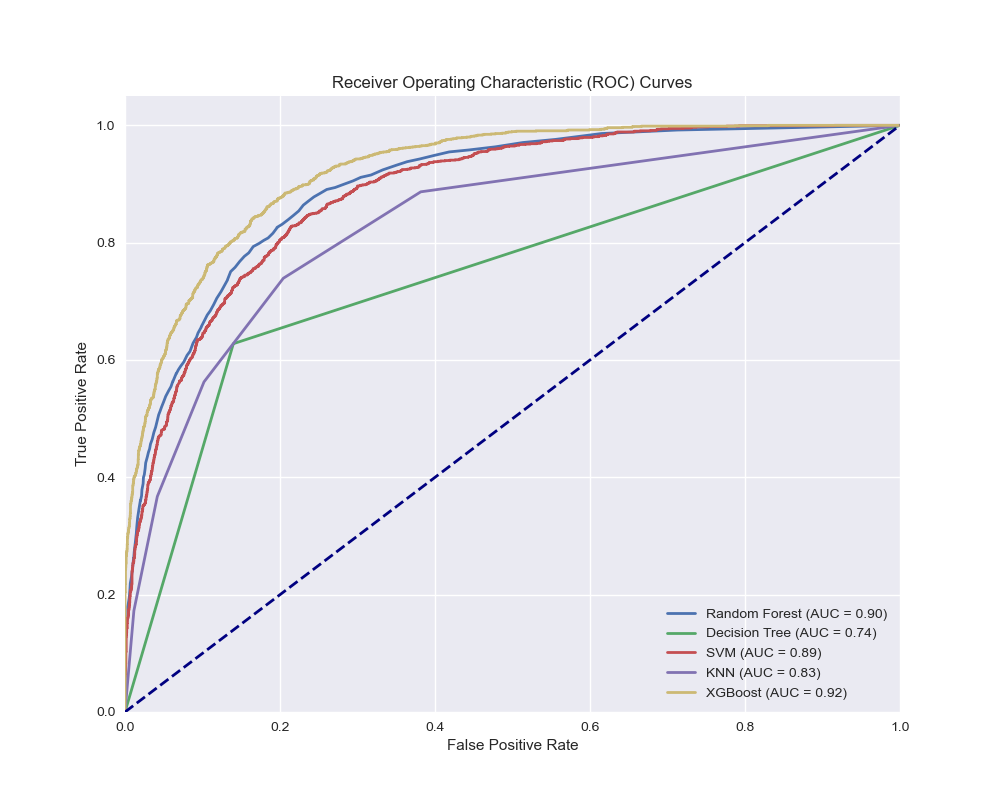 Receiver Operating Characteristic (ROC) Curves
1.0
0.8
0.6
0.4
0.2
0.0
True Positive Rate
Random Forest (AUC = 0.90)
Decision Tree (AUC = 0.74)
SVM (AUC = 0.89)
KNN (AUC = 0.83)
XGBoost (AUC = 0.92)
0.0 0.2 0.4 0.6 0.8 1.0
False Positive Rate